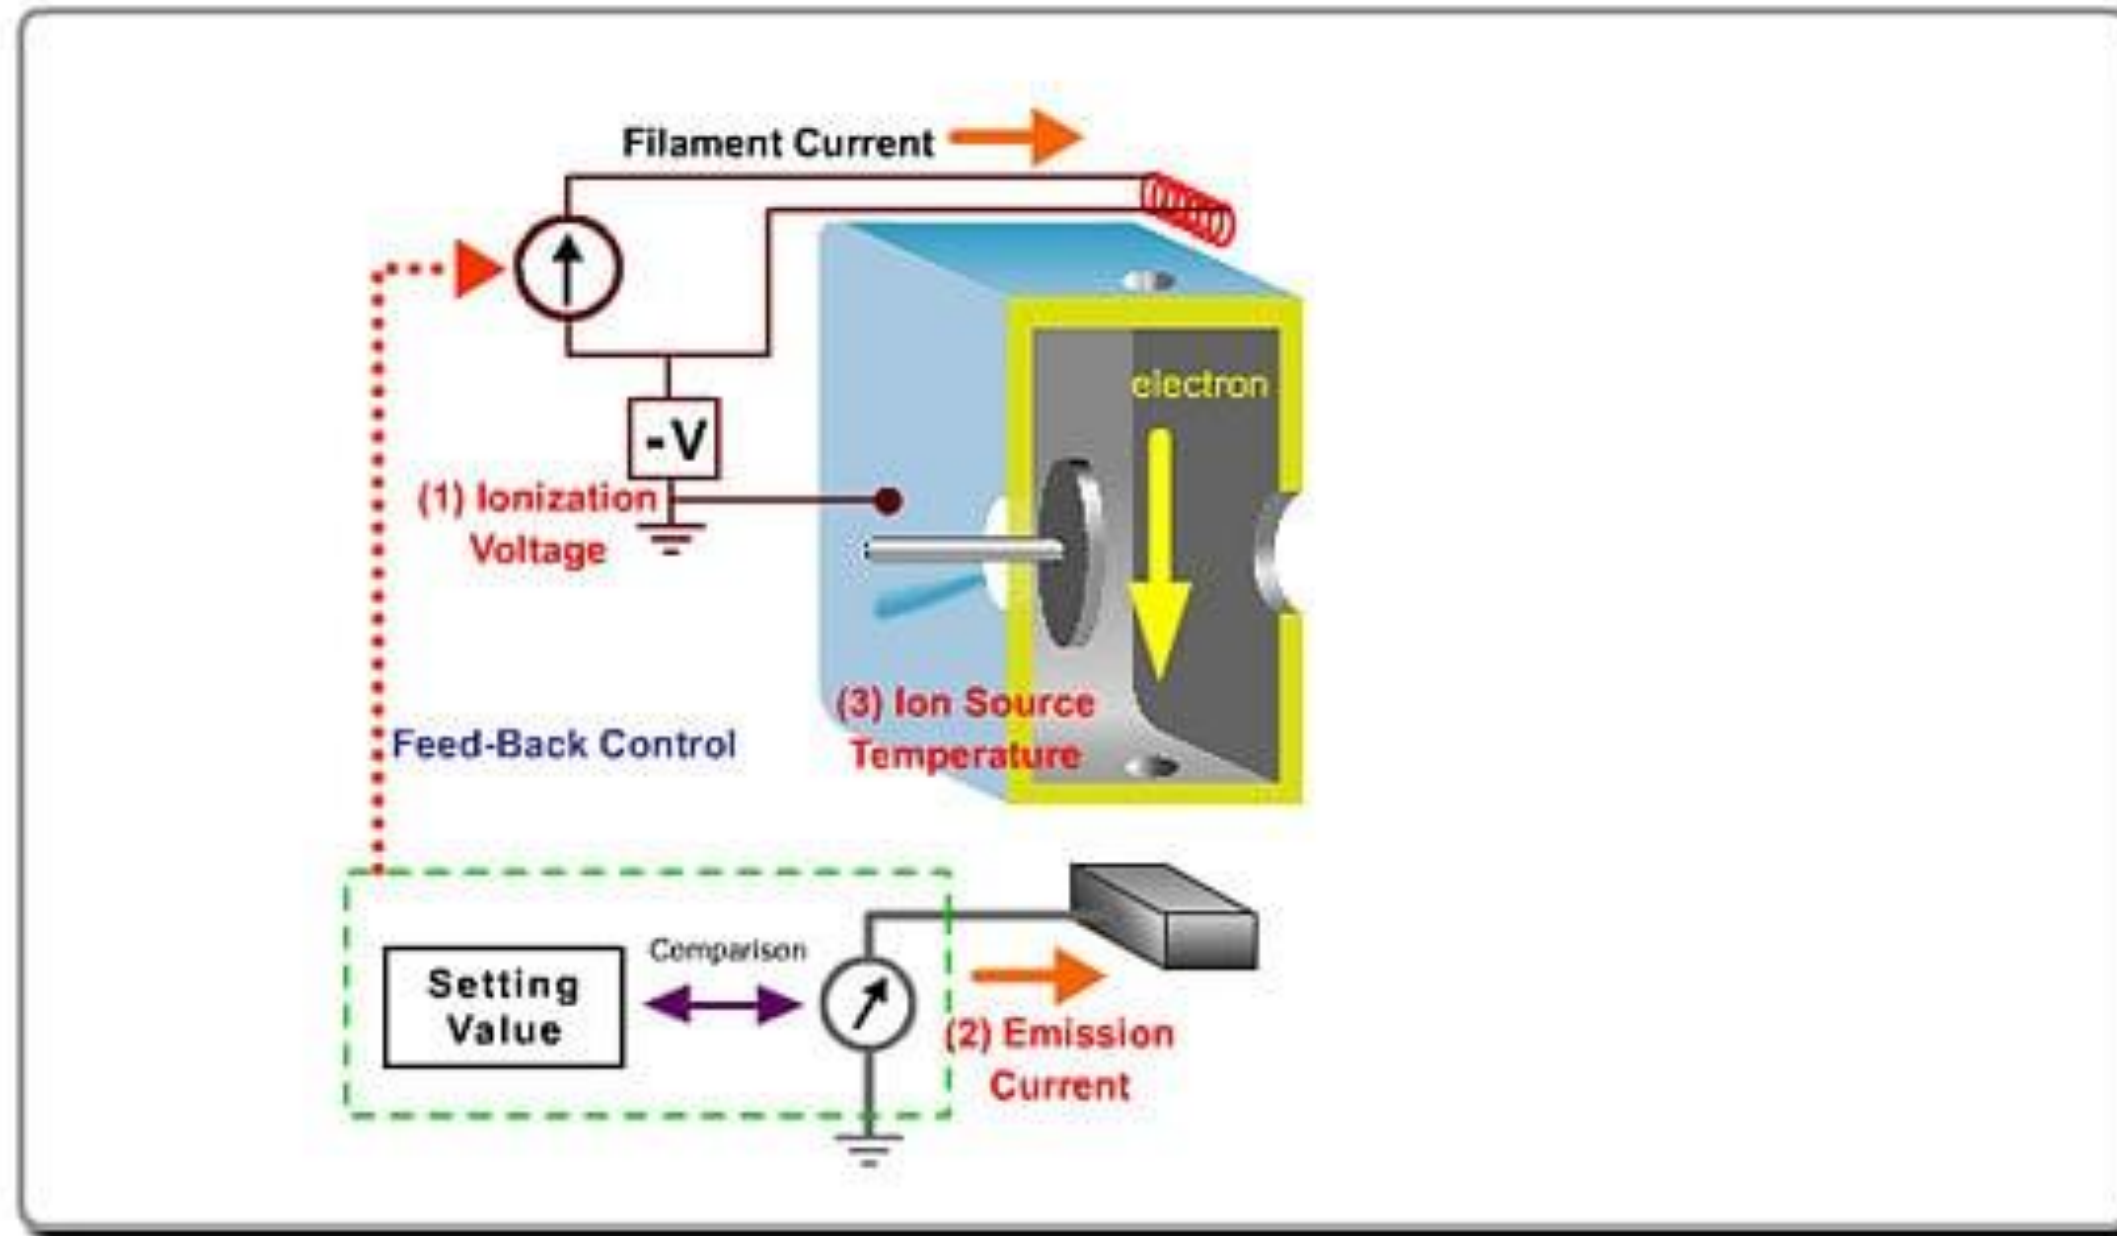 Filament Current
electron
-V
(1) Ionization
Voltage
(3) Ion Source
Temperature
Feed-Back Control
Comparison
Setting
Value
(2) Emission
Current